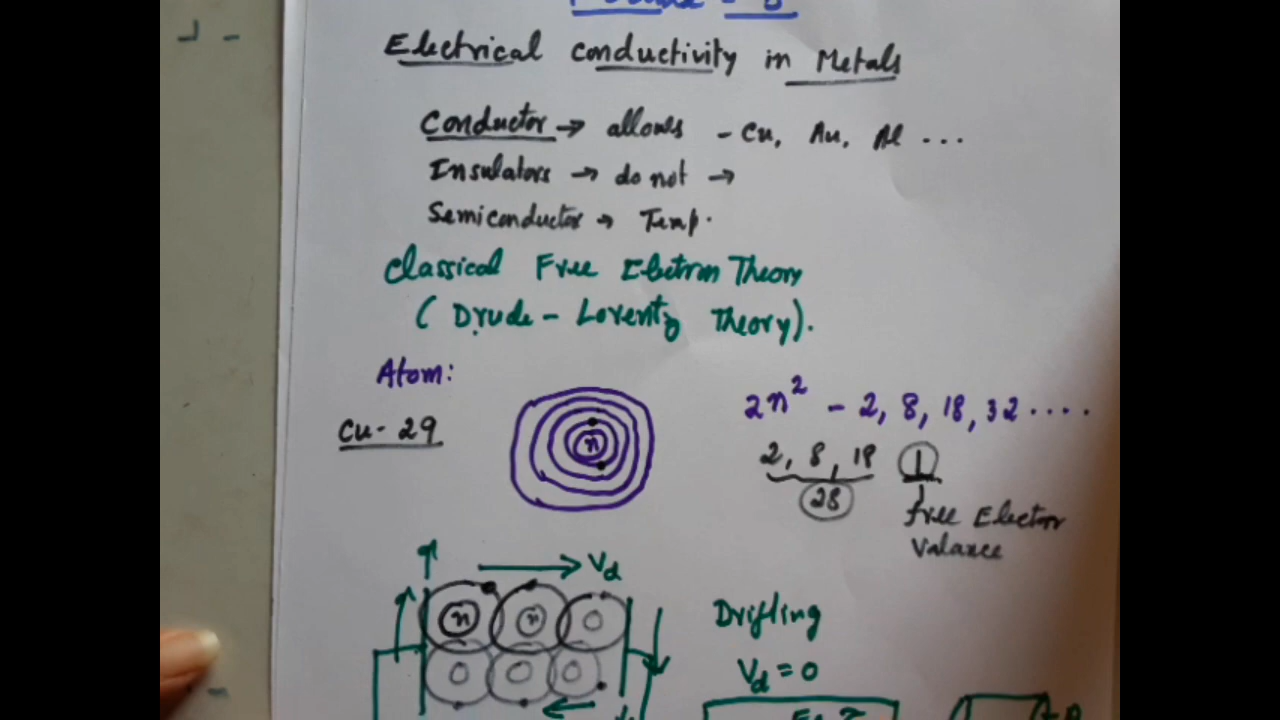 Electrical conductivity in Metals
Conductor → allows - Cu, Au, Al ...
Insulators → do not →
Semiconductor → Temp.
Classical Free Electron Theory
(Drude - Lorentz Theory).
Atom:
2n² - 2, 8, 18, 32 ....
Cu - 29
n
2, 8, 18 1
28
free Elector
Valance
Vd
n n
Drifting
Vd = 0